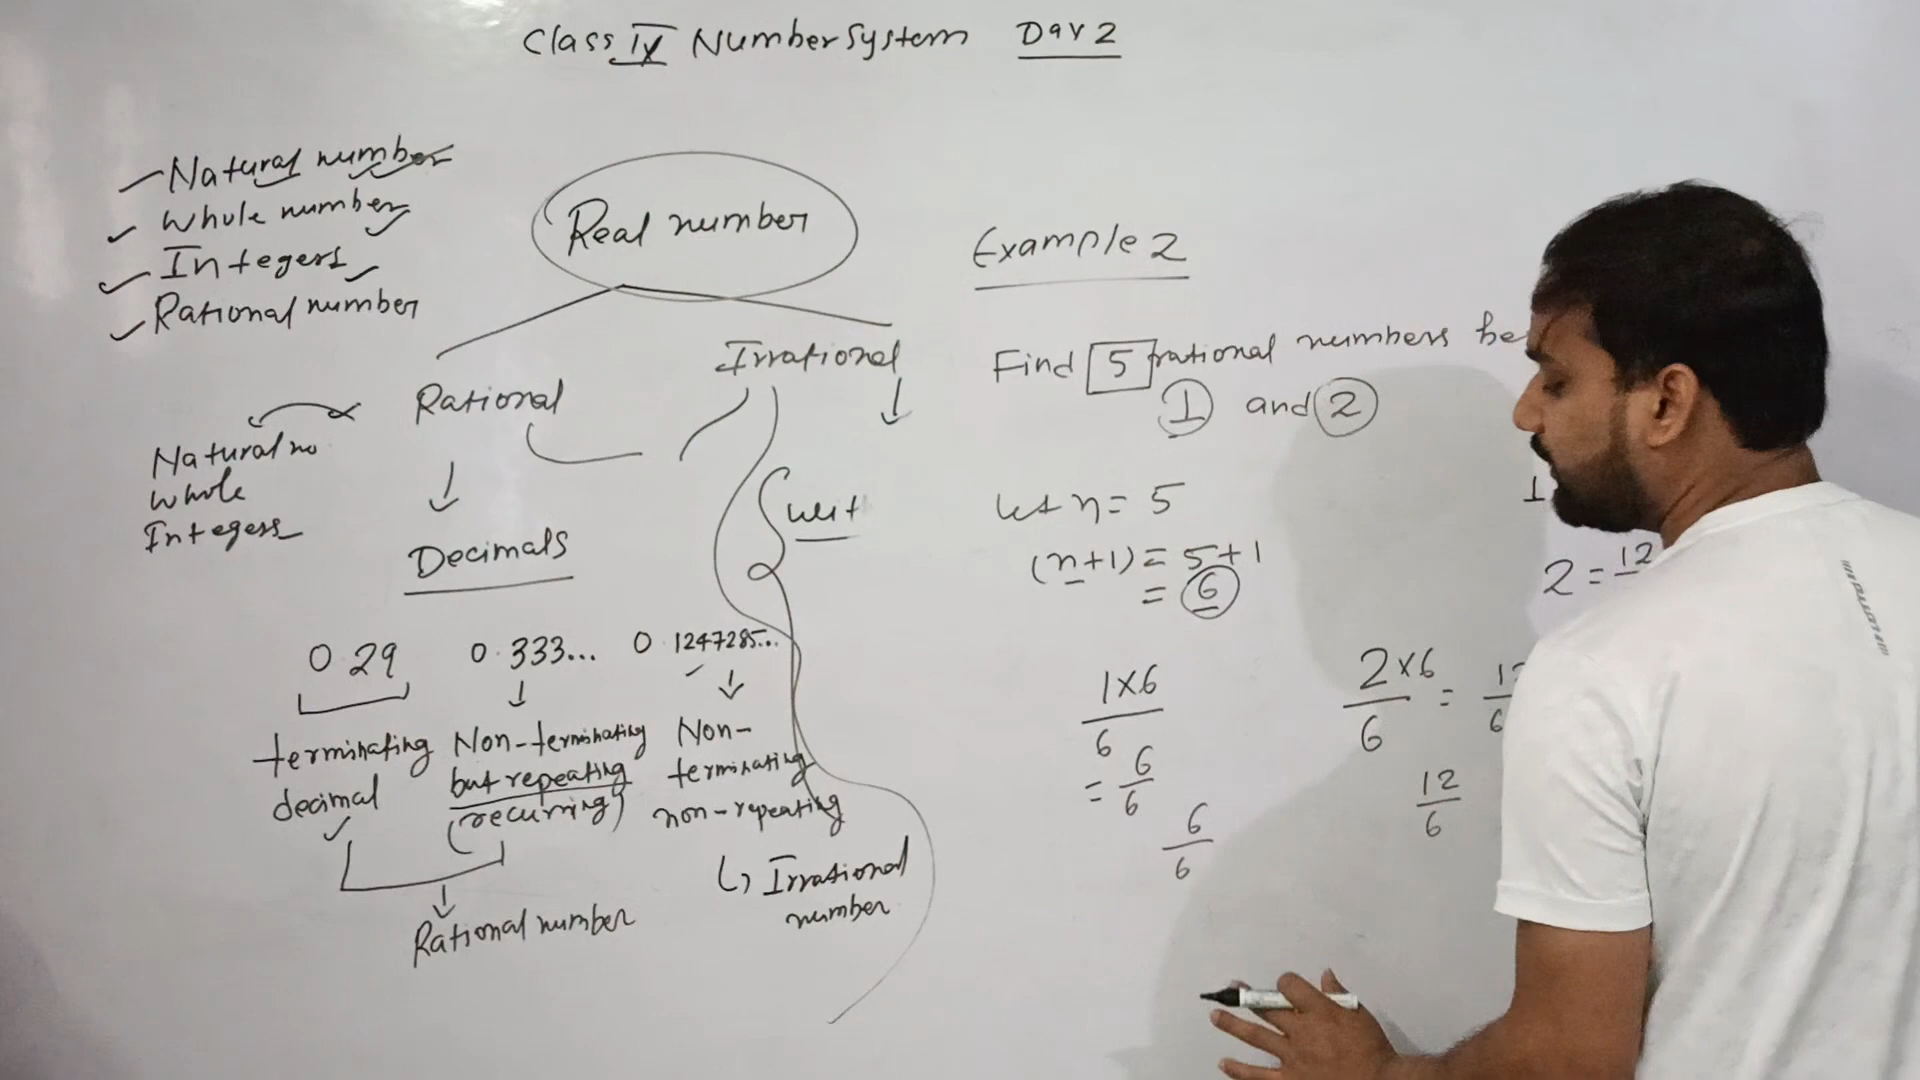 Class IX Number System Day 2
Natural number
Whole number
Integers
Rational number
Real number
Rational
Irrational
Natural no
Whole
Integers
Decimals
0.29
0.333...
0.1247285...
terminating
decimal
Non-terminating
but repeating
(recurring)
Non-
terminating
non-repeating
Rational number
Irrational
number
Example 2
Find 5 rational numbers be
1 and 2
let n = 5
(n+1) = 5+1
= 6
1
2 = 12
1×6
6
= 6
6
2×6 =
6
6
6
6
12
6